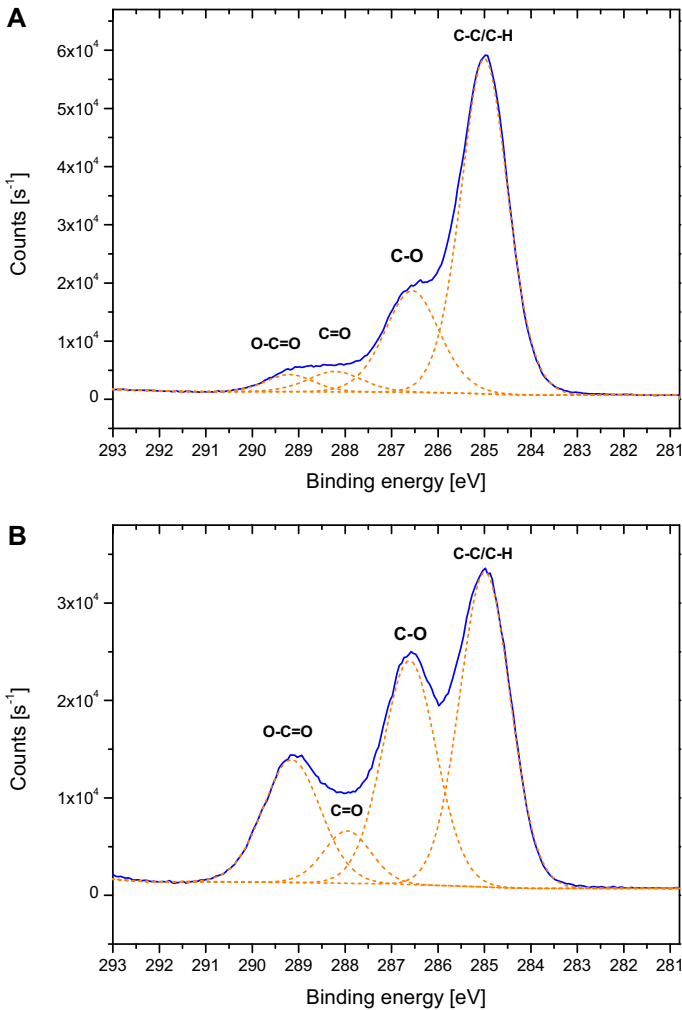 A
C-C/C-H
6x10⁴
5x10⁴
4x10⁴
3x10⁴
2x10⁴
1x10⁴
0
Counts [s⁻¹]
C-O
C=O
O-C=O
293 292 291 290 289 288 287 286 285 284 283 282 281
Binding energy [eV]
B
C-C/C-H
3x10⁴
2x10⁴
1x10⁴
0
Counts [s⁻¹]
C-O
O-C=O
C=O
293 292 291 290 289 288 287 286 285 284 283 282 281
Binding energy [eV]